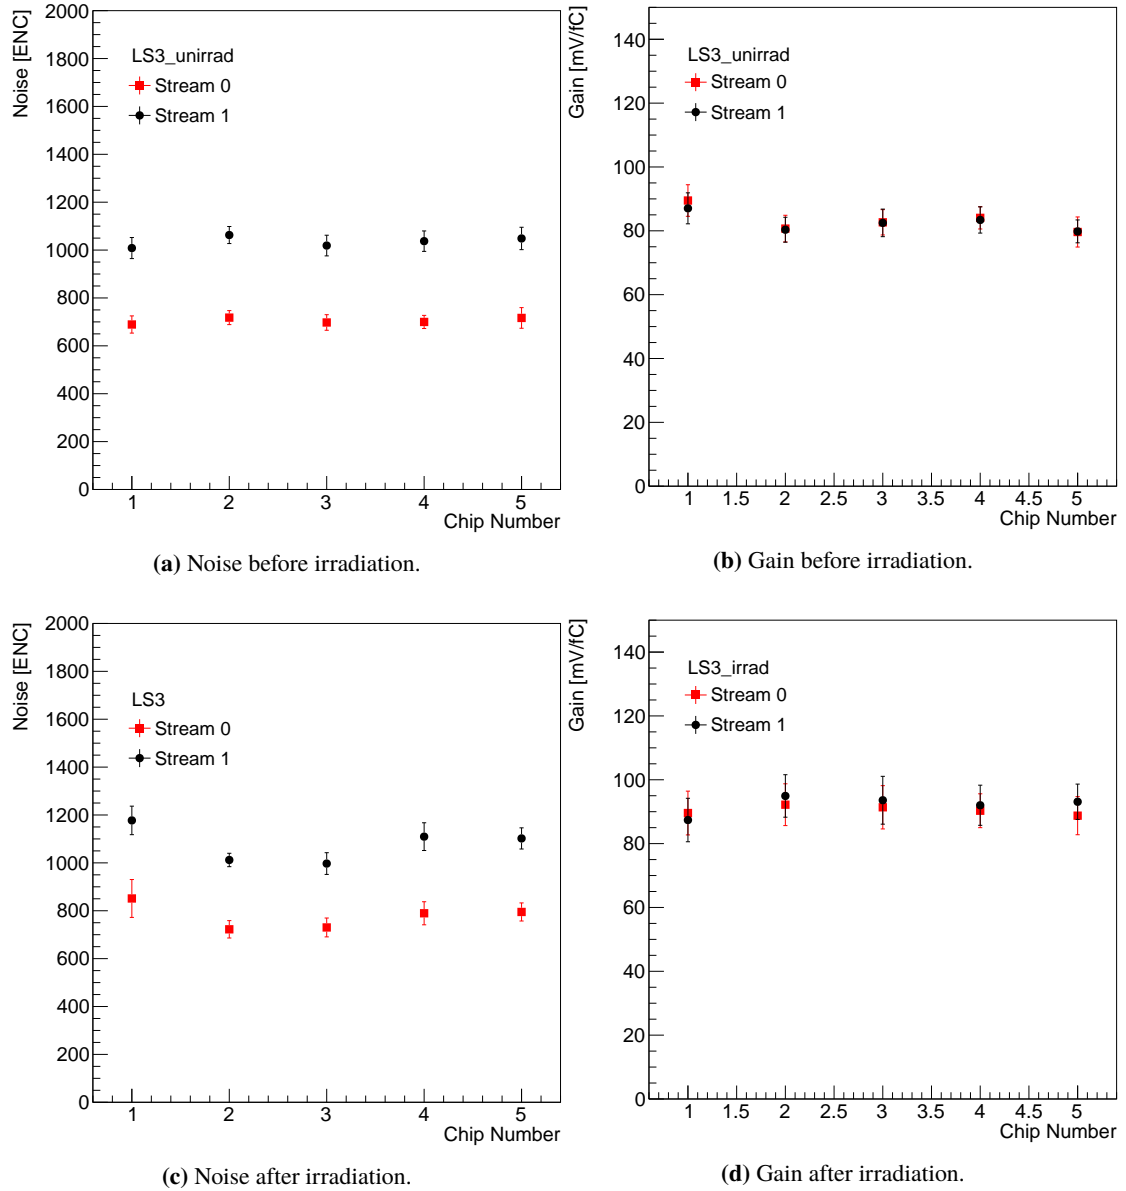 Noise [ENC]
2000
1800
1600
1400
1200
1000
800
600
400
200
0
LS3_unirrad
Stream 0
Stream 1
1 2 3 4 5
Chip Number
(a) Noise before irradiation.
Gain [mV/fC]
140
120
100
80
60
40
20
0
LS3_unirrad
Stream 0
Stream 1
1 1.5 2 2.5 3 3.5 4 4.5 5
Chip Number
(b) Gain before irradiation.
Noise [ENC]
2000
1800
1600
1400
1200
1000
800
600
400
200
0
LS3
Stream 0
Stream 1
1 2 3 4 5
Chip Number
(c) Noise after irradiation.
Gain [mV/fC]
140
120
100
80
60
40
20
0
LS3_irrad
Stream 0
Stream 1
1 1.5 2 2.5 3 3.5 4 4.5 5
Chip Number
(d) Gain after irradiation.